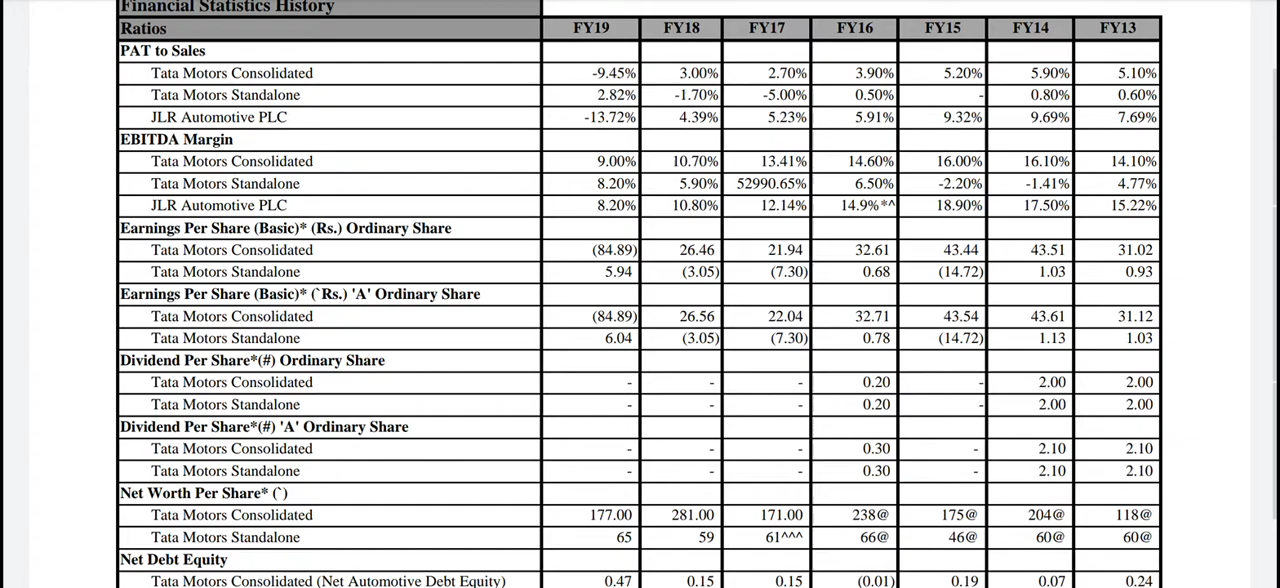 Financial Statistics History
Ratios FY19 FY18 FY17 FY16 FY15 FY14 FY13
PAT to Sales
Tata Motors Consolidated -9.45% 3.00% 2.70% 3.90% 5.20% 5.90% 5.10%
Tata Motors Standalone 2.82% -1.70% -5.00% 0.50% - 0.80% 0.60%
JLR Automotive PLC -13.72% 4.39% 5.23% 5.91% 9.32% 9.69% 7.69%
EBITDA Margin
Tata Motors Consolidated 9.00% 10.70% 13.41% 14.60% 16.00% 16.10% 14.10%
Tata Motors Standalone 8.20% 5.90% 52990.65% 6.50% -2.20% -1.41% 4.77%
JLR Automotive PLC 8.20% 10.80% 12.14% 14.9%*^ 18.90% 17.50% 15.22%
Earnings Per Share (Basic)* (Rs.) Ordinary Share
Tata Motors Consolidated (84.89) 26.46 21.94 32.61 43.44 43.51 31.02
Tata Motors Standalone 5.94 (3.05) (7.30) 0.68 (14.72) 1.03 0.93
Earnings Per Share (Basic)* (`Rs.) 'A' Ordinary Share
Tata Motors Consolidated (84.89) 26.56 22.04 32.71 43.54 43.61 31.12
Tata Motors Standalone 6.04 (3.05) (7.30) 0.78 (14.72) 1.13 1.03
Dividend Per Share*(#) Ordinary Share
Tata Motors Consolidated - - - 0.20 - 2.00 2.00
Tata Motors Standalone - - - 0.20 - 2.00 2.00
Dividend Per Share*(#) 'A' Ordinary Share
Tata Motors Consolidated - - - 0.30 - 2.10 2.10
Tata Motors Standalone - - - 0.30 - 2.10 2.10
Net Worth Per Share* (`)
Tata Motors Consolidated 177.00 281.00 171.00 238@ 175@ 204@ 118@
Tata Motors Standalone 65 59 61^^^ 66@ 46@ 60@ 60@
Net Debt Equity
Tata Motors Consolidated (Net Automotive Debt Equity) 0.47 0.15 0.15 (0.01) 0.19 0.07 0.24